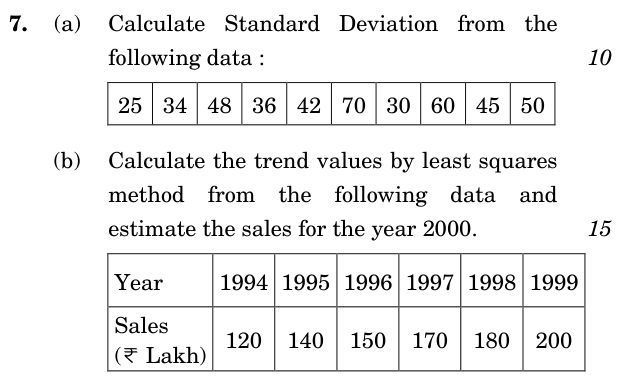 7. (a) Calculate Standard Deviation from the
following data : 10
25 34 48 36 42 70 30 60 45 50
(b) Calculate the trend values by least squares
method from the following data and
estimate the sales for the year 2000. 15
Year 1994 1995 1996 1997 1998 1999
Sales
(₹ Lakh) 120 140 150 170 180 200